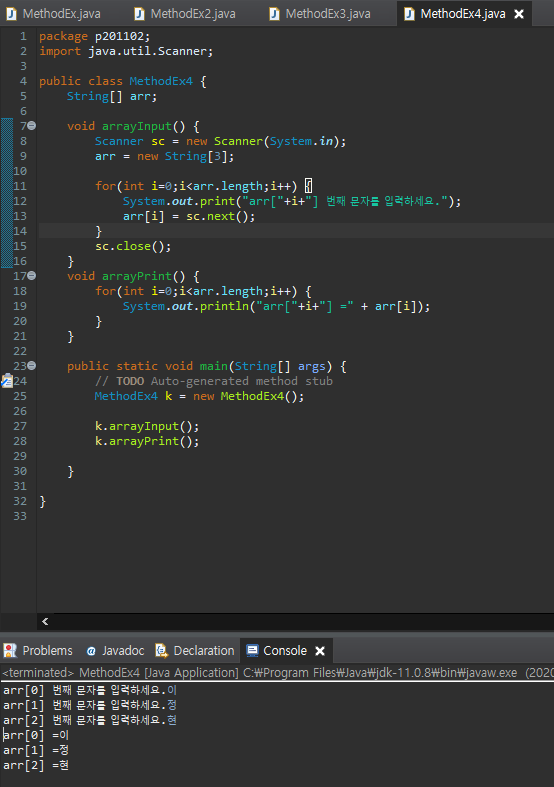 MethodEx.java MethodEx2.java MethodEx3.java MethodEx4.java
1 package p201102;
2 import java.util.Scanner;
3
4 public class MethodEx4 {
5 String[] arr;
6
7 void arrayInput() {
8 Scanner sc = new Scanner(System.in);
9 arr = new String[3];
10
11 for(int i=0;i<arr.length;i++) {
12 System.out.print("arr["+i+"] 번째 문자를 입력하세요.");
13 arr[i] = sc.next();
14 }
15 sc.close();
16 }
17 void arrayPrint() {
18 for(int i=0;i<arr.length;i++) {
19 System.out.println("arr["+i+"] =" + arr[i]);
20 }
21 }
22
23 public static void main(String[] args) {
24 // TODO Auto-generated method stub
25 MethodEx4 k = new MethodEx4();
26
27 k.arrayInput();
28 k.arrayPrint();
29
30 }
31
32 }
33
Problems Javadoc Declaration Console
<terminated> MethodEx4 [Java Application] C:₩Program Files₩Java₩jdk-11.0.8₩bin₩javaw.exe (2020
arr[0] 번째 문자를 입력하세요.이
arr[1] 번째 문자를 입력하세요.정
arr[2] 번째 문자를 입력하세요.현
arr[0] =이
arr[1] =정
arr[2] =현